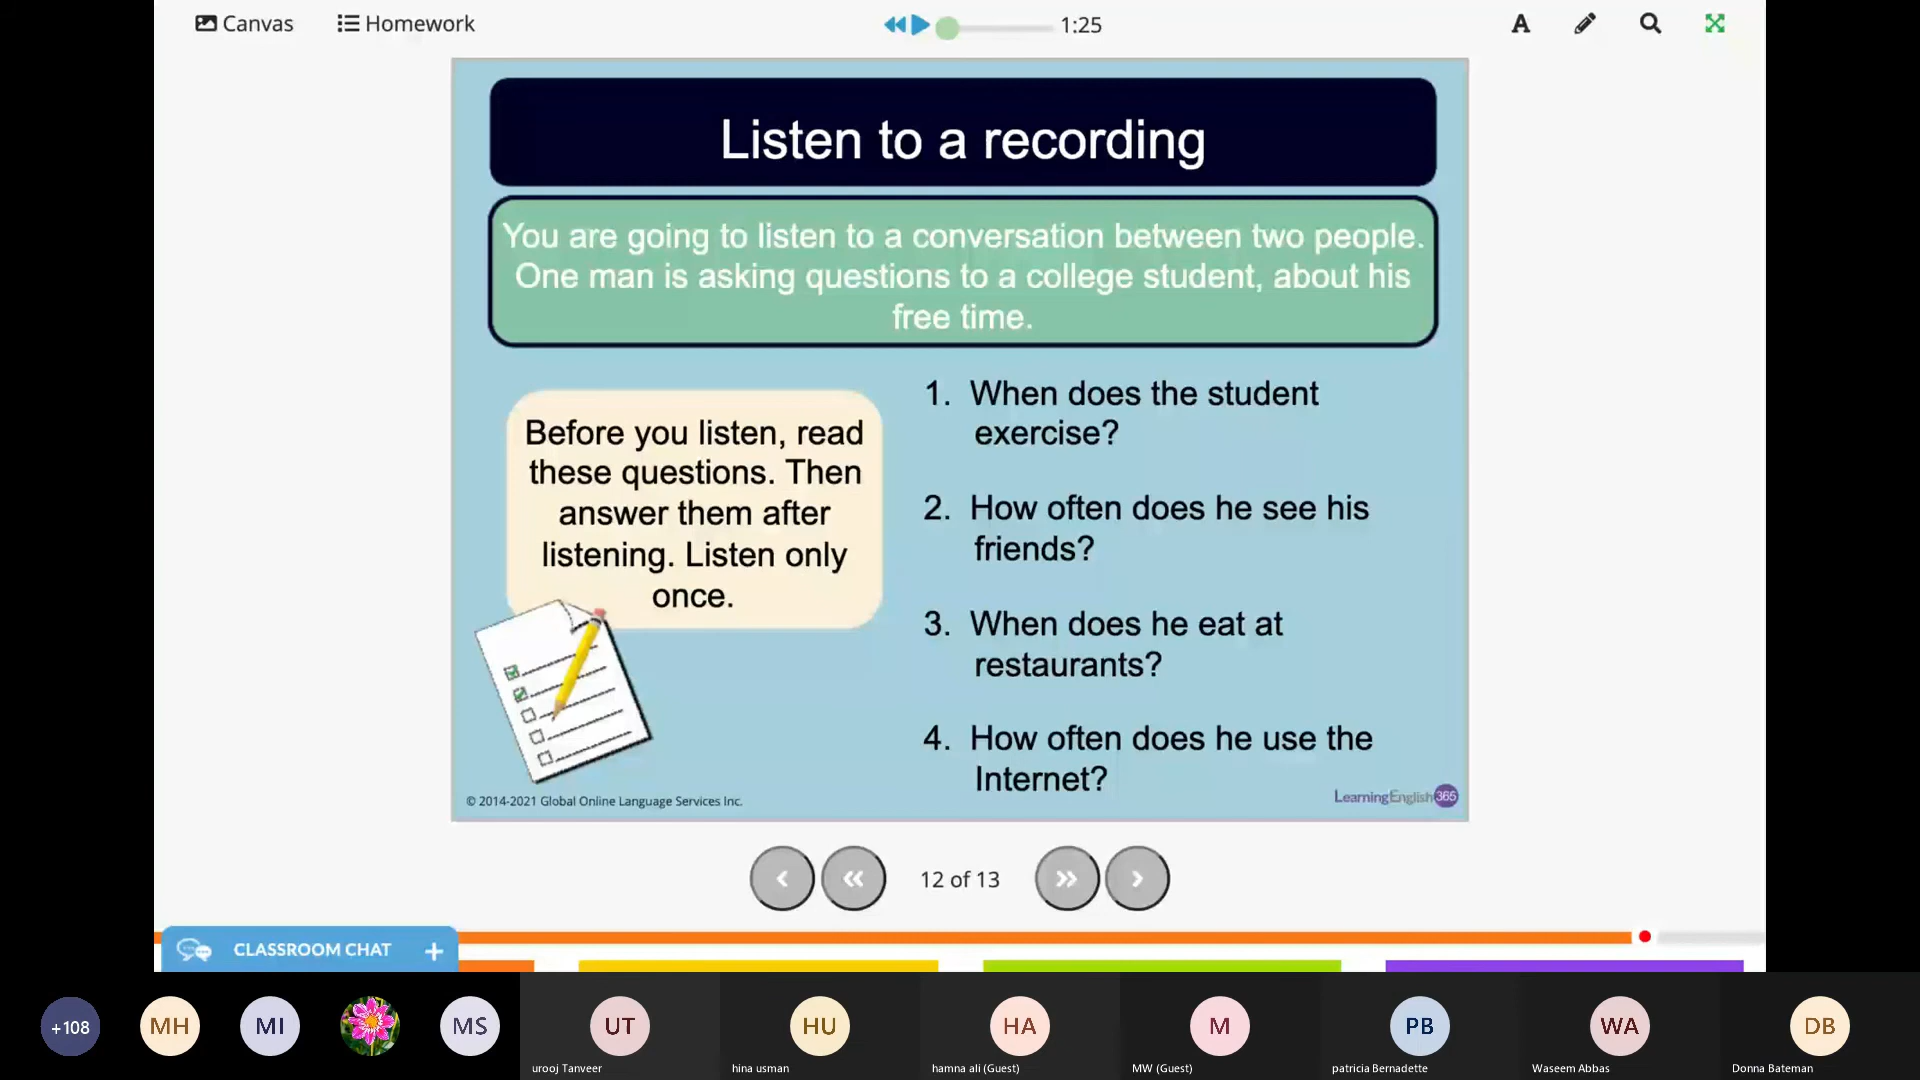 Canvas
Homework
1:25
A
Listen to a recording
You are going to listen to a conversation between two people.
One man is asking questions to a college student, about his
free time.
Before you listen, read
these questions. Then
answer them after
listening. Listen only
once.
1. When does the student
exercise?
2. How often does he see his
friends?
3. When does he eat at
restaurants?
4. How often does he use the
Internet?
© 2014-2021 Global Online Language Services Inc.
LearningEnglish365
12 of 13
CLASSROOM CHAT +
+108
MH
MI
MS
UT
HU
HA
M
PB
WA
DB
urooj Tanveer
hina usman
hamna ali (Guest)
MW (Guest)
patricia Bernadette
Waseem Abbas
Donna Bateman